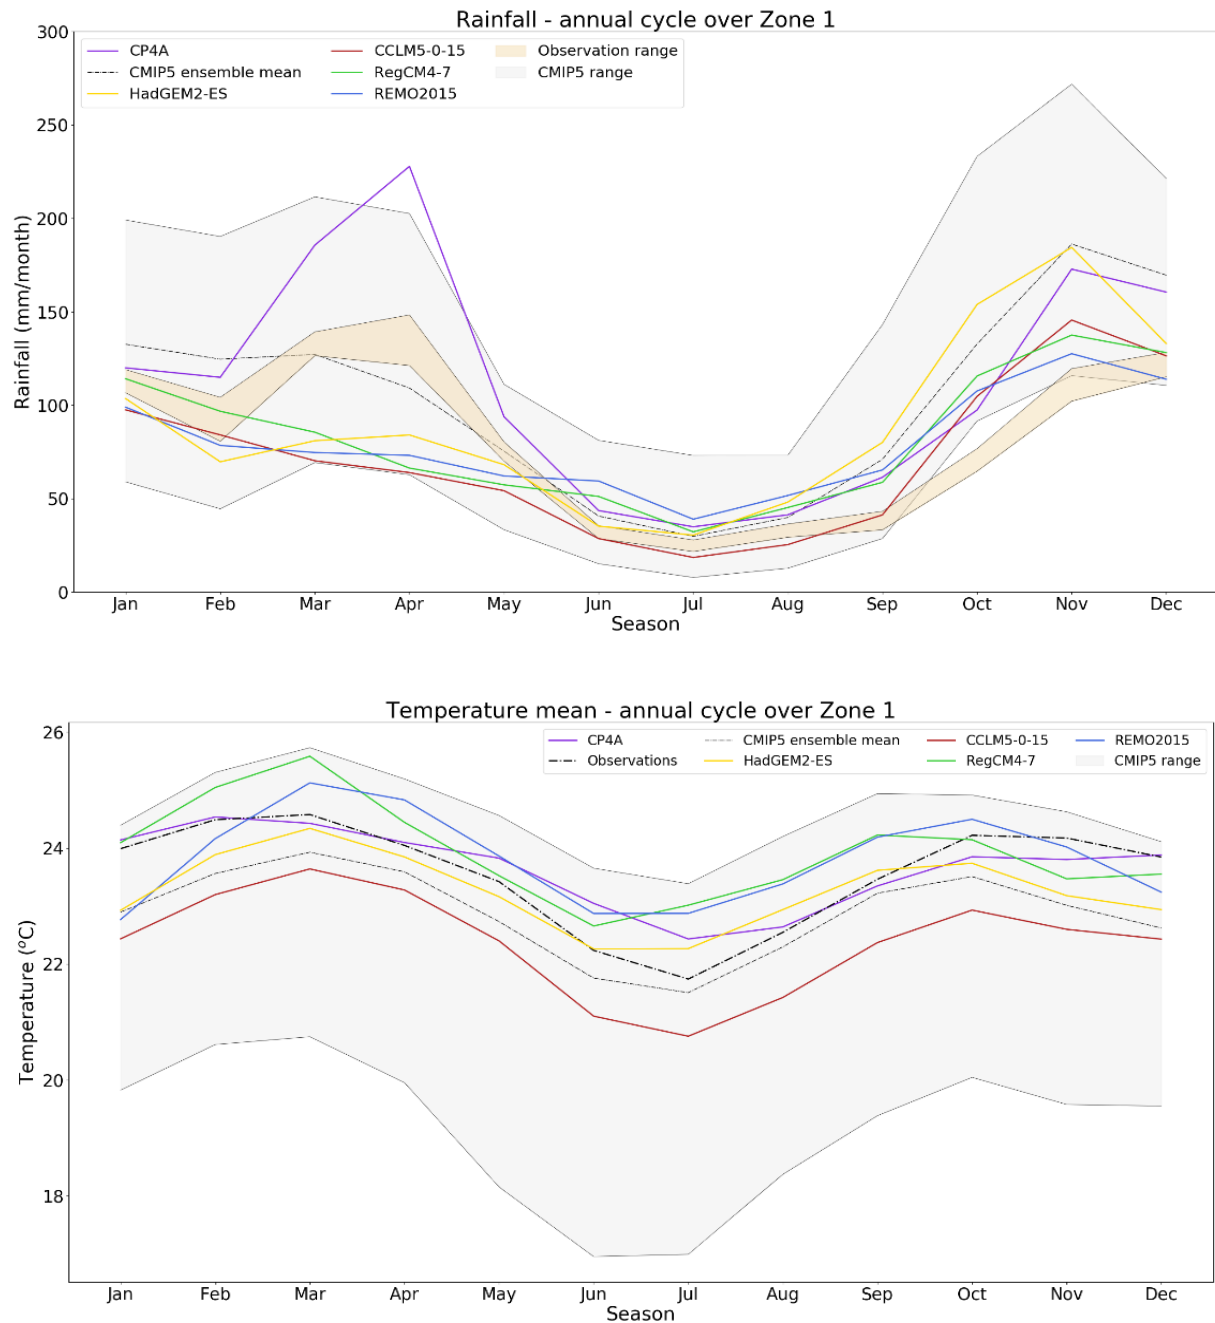 Rainfall - annual cycle over Zone 1
300
250
200
150
100
50
0
Rainfall (mm/month)
CP4A
CMIP5 ensemble mean
HadGEM2-ES
CCLM5-0-15
RegCM4-7
REMO2015
Observation range
CMIP5 range
Jan Feb Mar Apr May Jun Jul Aug Sep Oct Nov Dec
Season
Temperature mean - annual cycle over Zone 1
26
24
22
20
18
Temperature (°C)
CP4A
Observations
CMIP5 ensemble mean
HadGEM2-ES
CCLM5-0-15
RegCM4-7
REMO2015
CMIP5 range
Jan Feb Mar Apr May Jun Jul Aug Sep Oct Nov Dec
Season